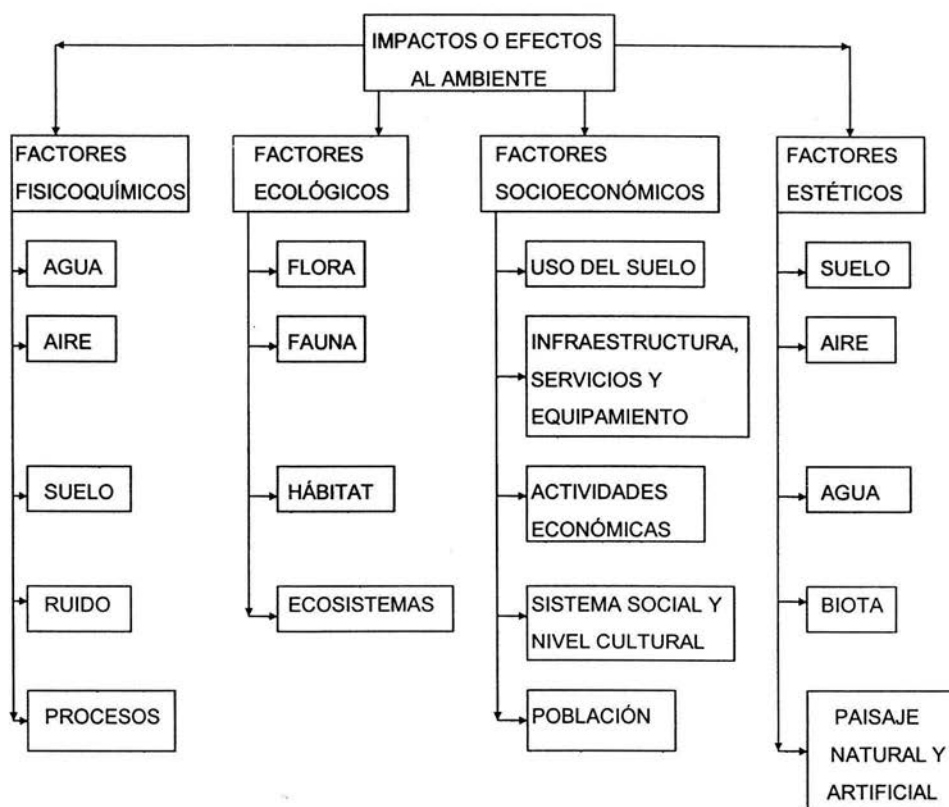 IMPACTOS O EFECTOS
AL AMBIENTE
FACTORES
FISICOQUÍMICOS
AGUA
AIRE
SUELO
RUIDO
PROCESOS
FACTORES
ECOLÓGICOS
FLORA
FAUNA
HÁBITAT
ECOSISTEMAS
FACTORES
SOCIOECONÓMICOS
USO DEL SUELO
INFRAESTRUCTURA,
SERVICIOS Y
EQUIPAMIENTO
ACTIVIDADES
ECONÓMICAS
SISTEMA SOCIAL Y
NIVEL CULTURAL
POBLACIÓN
FACTORES
ESTÉTICOS
SUELO
AIRE
AGUA
BIOTA
PAISAJE
NATURAL Y
ARTIFICIAL